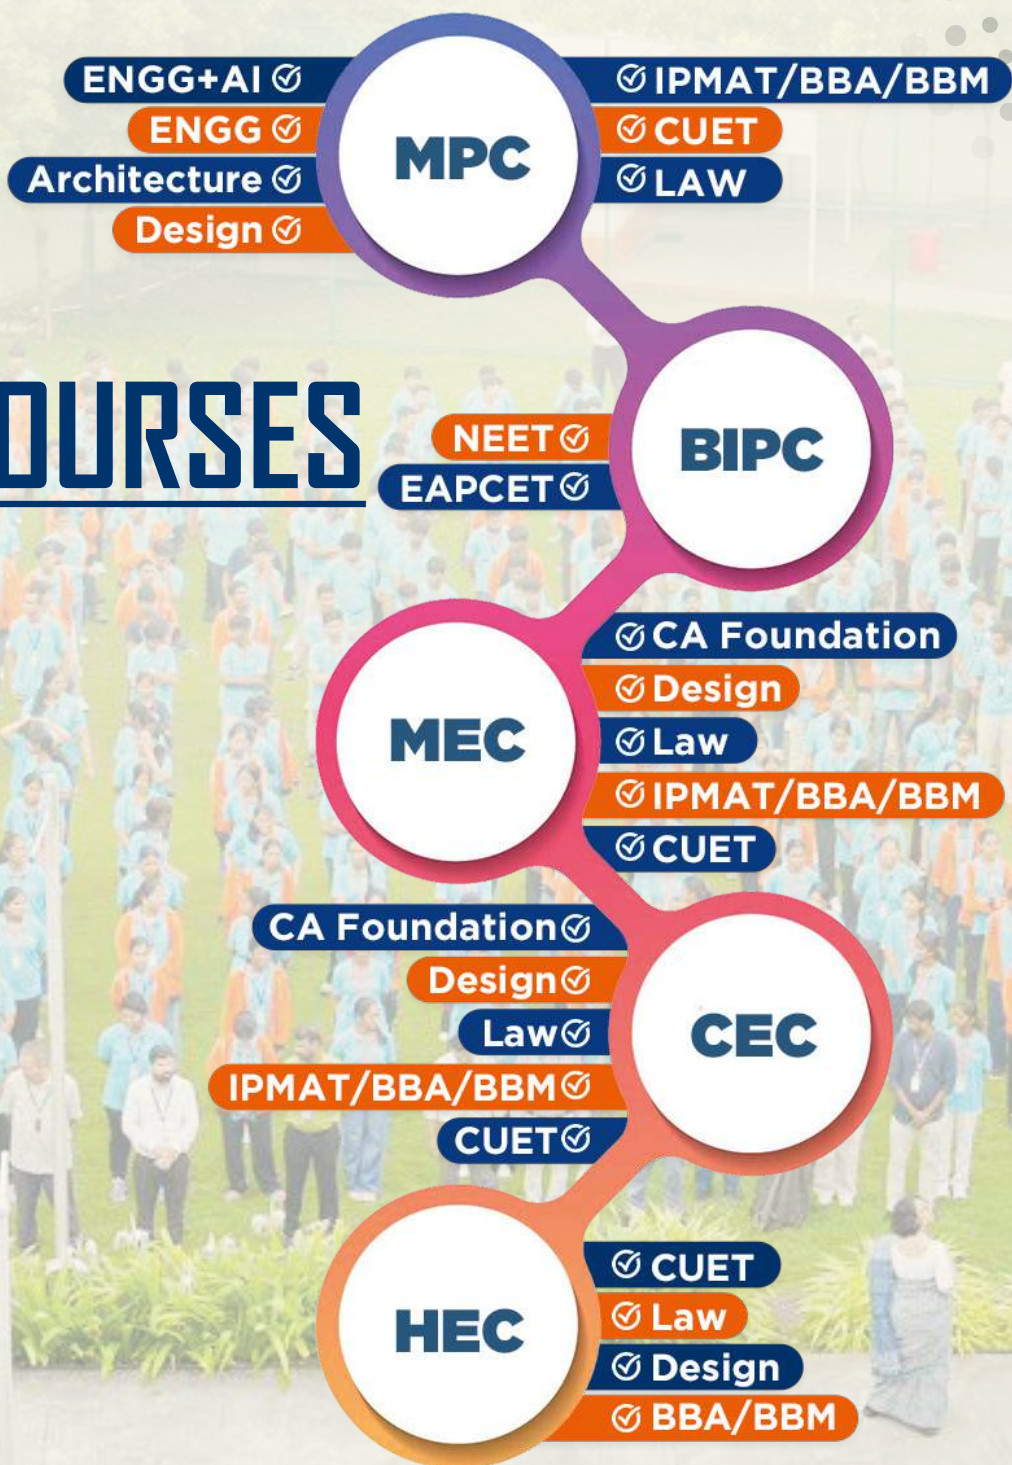 ENGG+AI
ENGG
Architecture
Design
MPC
IPMAT/BBA/BBM
CUET
LAW
OURSES
NEET
EAPCET
BIPC
MEC
CA Foundation
Design
Law
IPMAT/BBA/BBM
CUET
CA Foundation
Design
Law
IPMAT/BBA/BBM
CUET
CEC
HEC
CUET
Law
Design
BBA/BBM